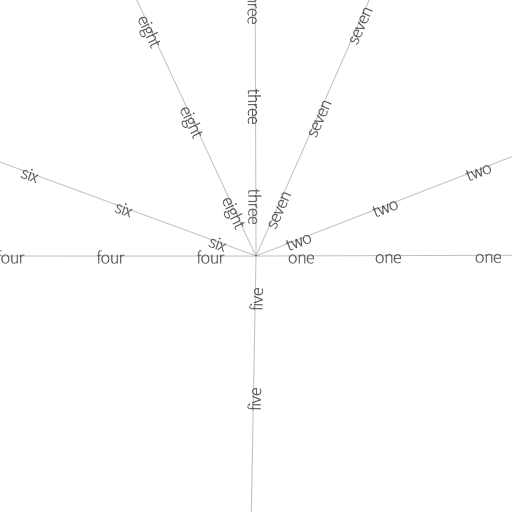 three
eight
seven
three
eight
seven
six
two
six
two
eight
three
seven
six
two
four
four
four
one
one
one
five
five